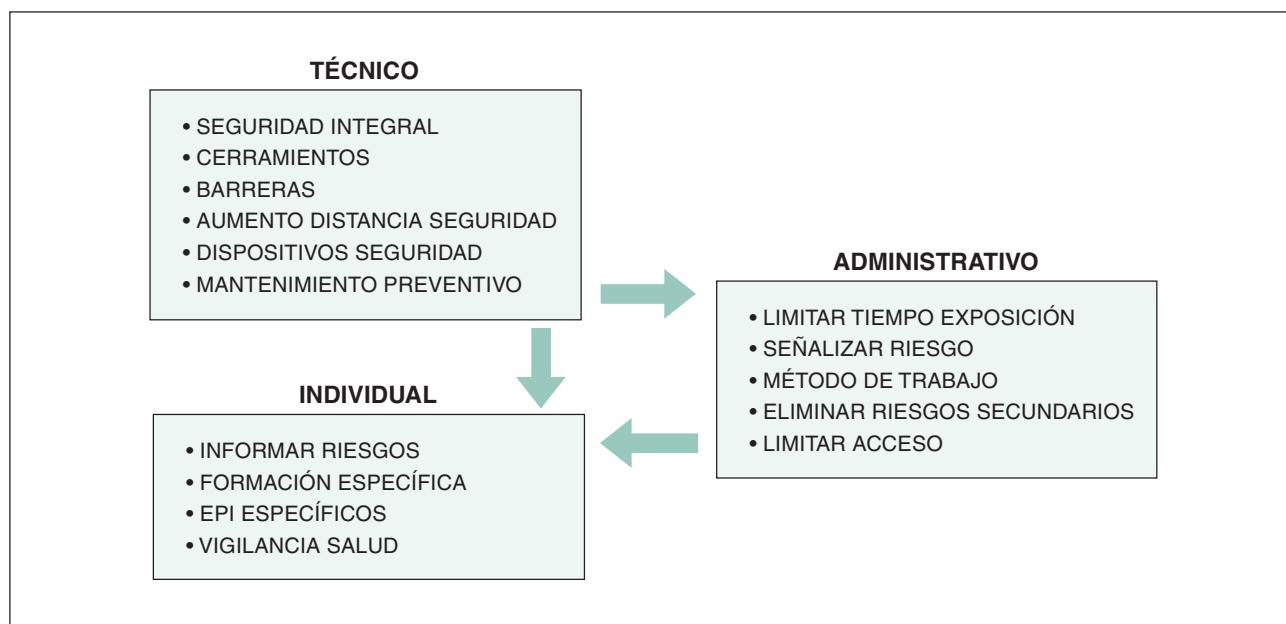 TÉCNICO
• SEGURIDAD INTEGRAL
• CERRAMIENTOS
• BARRERAS
• AUMENTO DISTANCIA SEGURIDAD
• DISPOSITIVOS SEGURIDAD
• MANTENIMIENTO PREVENTIVO
ADMINISTRATIVO
• LIMITAR TIEMPO EXPOSICIÓN
• SEÑALIZAR RIESGO
• MÉTODO DE TRABAJO
• ELIMINAR RIESGOS SECUNDARIOS
• LIMITAR ACCESO
INDIVIDUAL
• INFORMAR RIESGOS
• FORMACIÓN ESPECÍFICA
• EPI ESPECÍFICOS
• VIGILANCIA SALUD